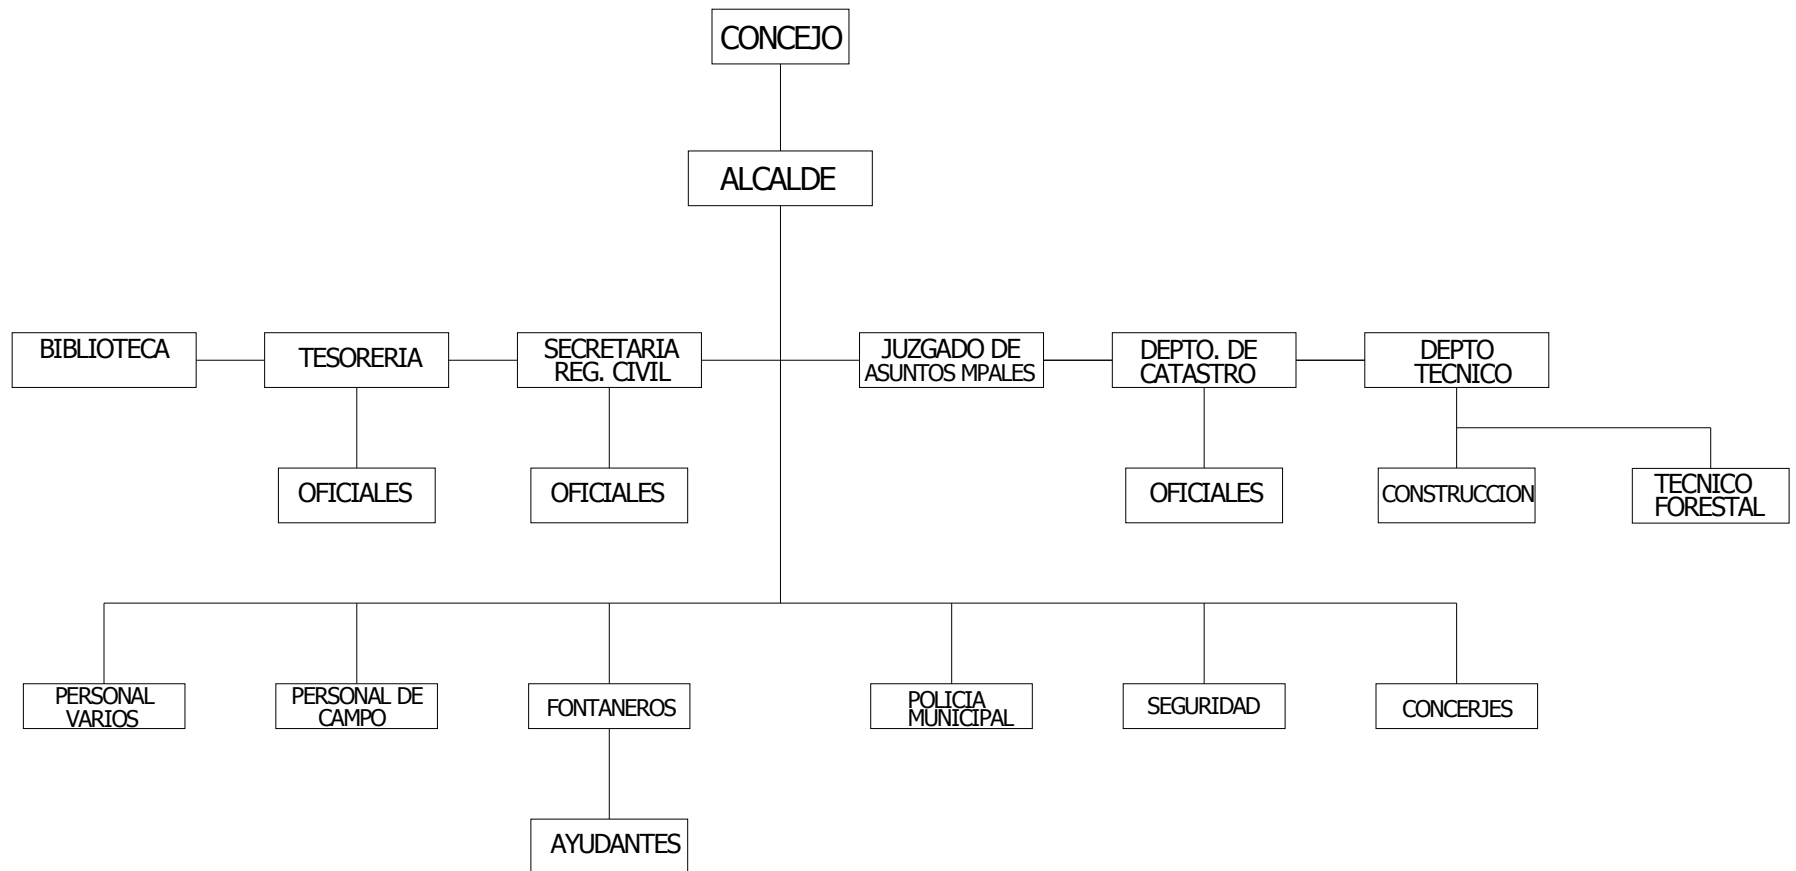 CONCEJO
ALCALDE
BIBLIOTECA
TESORERIA
SECRETARIA
REG. CIVIL
JUZGADO DE
ASUNTOS MPALES
DEPTO. DE
CATASTRO
DEPTO
TECNICO
OFICIALES
OFICIALES
OFICIALES
CONSTRUCCION
TECNICO
FORESTAL
PERSONAL
VARIOS
PERSONAL DE
CAMPO
FONTANEROS
POLICIA
MUNICIPAL
SEGURIDAD
CONCERJES
AYUDANTES